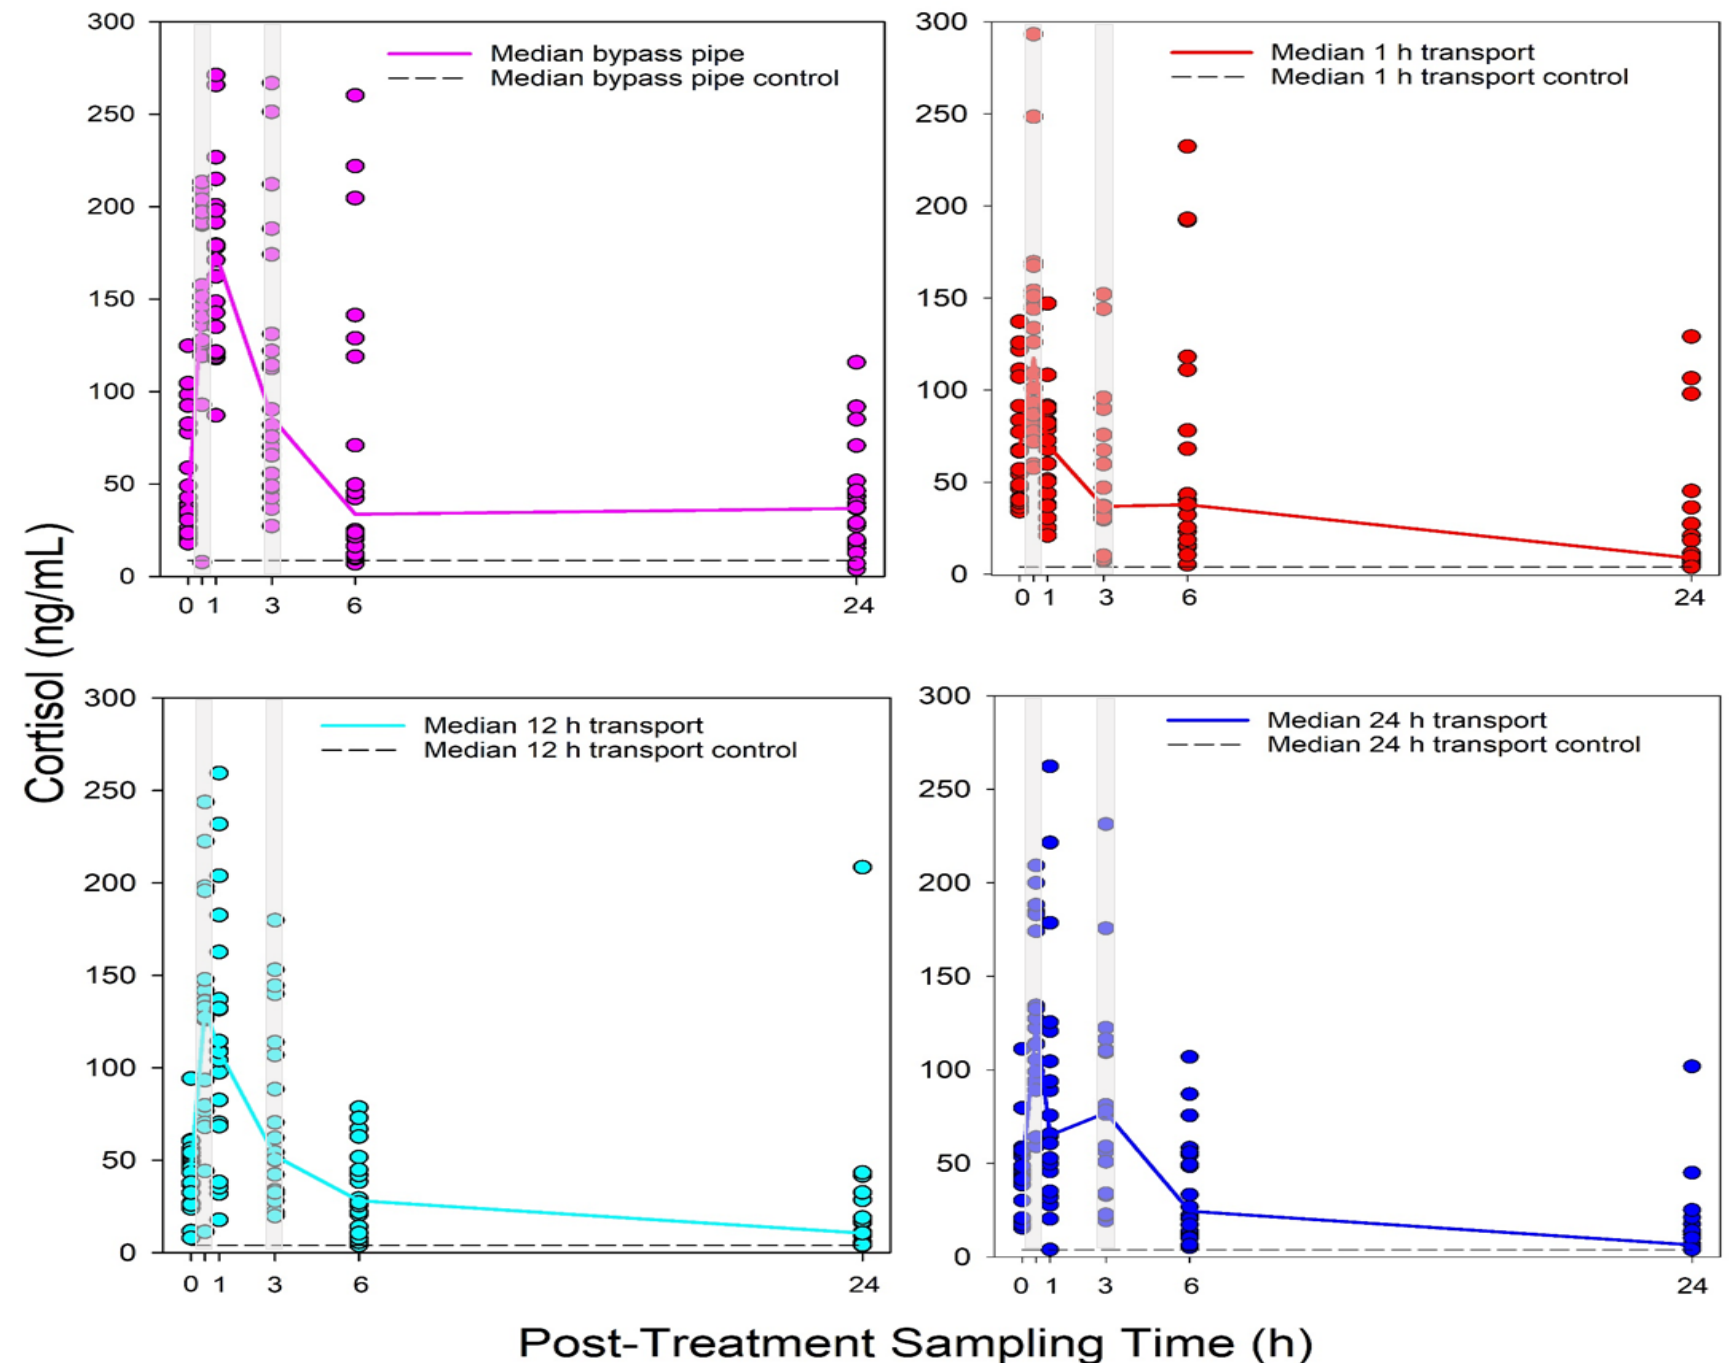 Cortisol (ng/mL)
300
250
200
150
100
50
0
Median bypass pipe
Median bypass pipe control
0 1 3 6 24
300
250
200
150
100
50
0
Median 1 h transport
Median 1 h transport control
0 1 3 6 24
300
250
200
150
100
50
0
Median 12 h transport
Median 12 h transport control
0 1 3 6 24
300
250
200
150
100
50
0
Median 24 h transport
Median 24 h transport control
0 1 3 6 24
Post-Treatment Sampling Time (h)